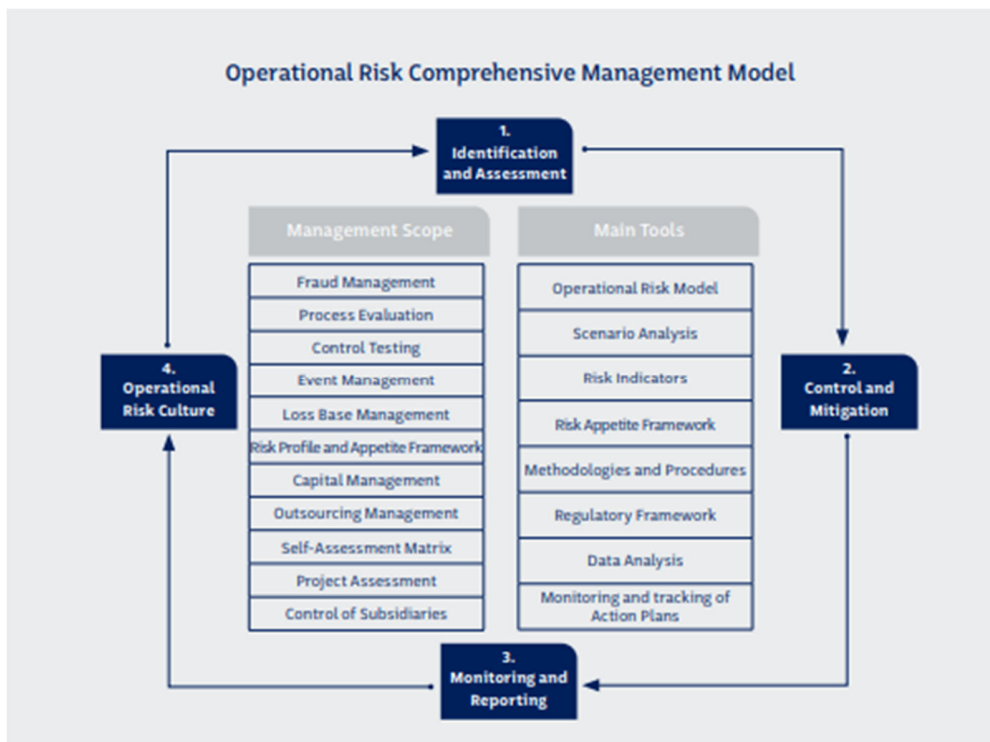 Operational Risk Comprehensive Management Model
1.
Identification
and Assessment
Management Scope
Fraud Management
Process Evaluation
Control Testing
Event Management
Loss Base Management
Risk Profile and Appetite Framework
Capital Management
Outsourcing Management
Self-Assessment Matrix
Project Assessment
Control of Subsidiaries
Main Tools
Operational Risk Model
Scenario Analysis
Risk Indicators
Risk Appetite Framework
Methodologies and Procedures
Regulatory Framework
Data Analysis
Monitoring and tracking of
Action Plans
2.
Control and
Mitigation
3.
Monitoring and
Reporting
4.
Operational
Risk Culture